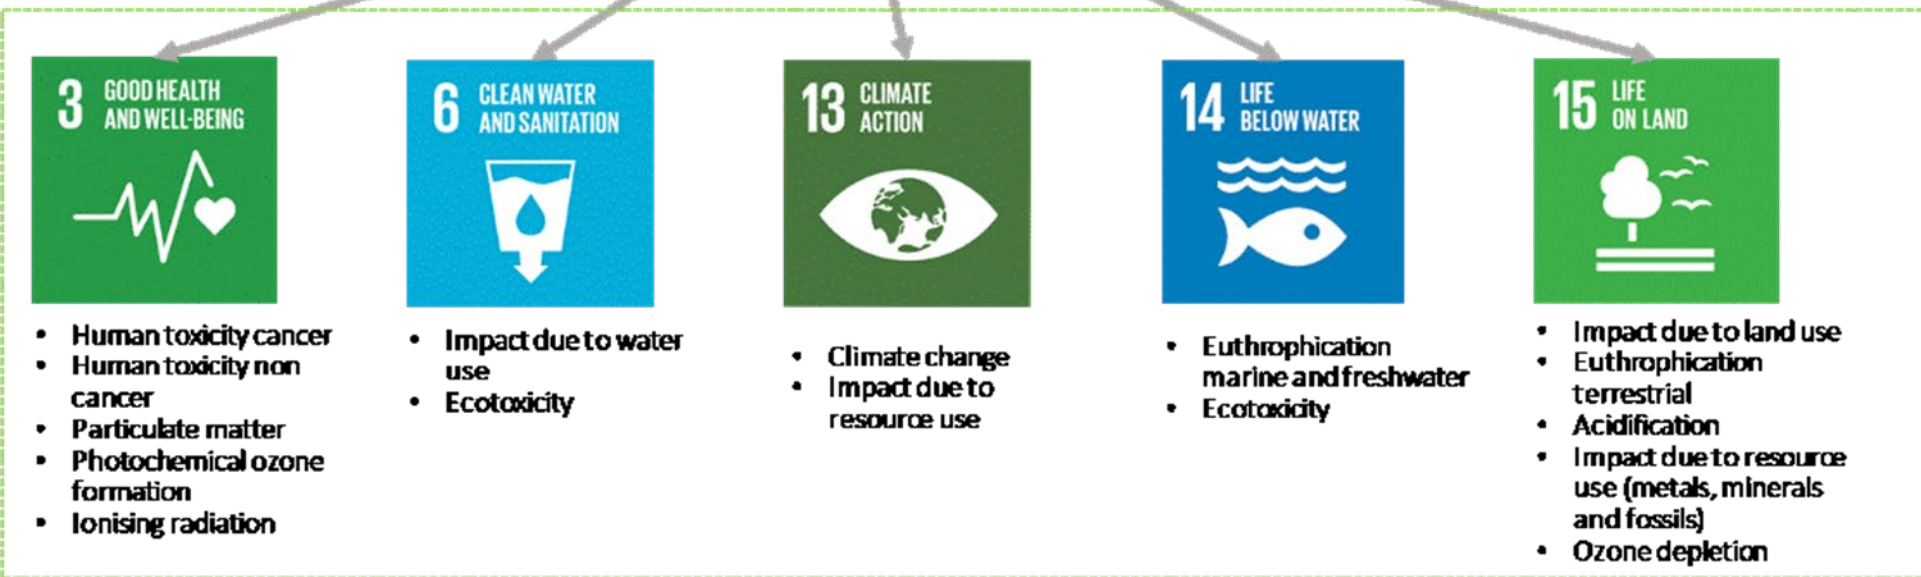 3 GOOD HEALTH
AND WELL-BEING
• Human toxicity cancer
• Human toxicity non
cancer
• Particulate matter
• Photochemical ozone
formation
• Ionising radiation
6 CLEAN WATER
AND SANITATION
• Impact due to water
use
• Ecotoxicity
13 CLIMATE
ACTION
• Climate change
• Impact due to
resource use
14 LIFE
BELOW WATER
• Euthrophication
marine and freshwater
• Ecotoxicity
15 LIFE
ON LAND
• Impact due to land use
• Euthrophication
terrestrial
• Acidification
• Impact due to resource
use (metals, minerals
and fossils)
• Ozone depletion